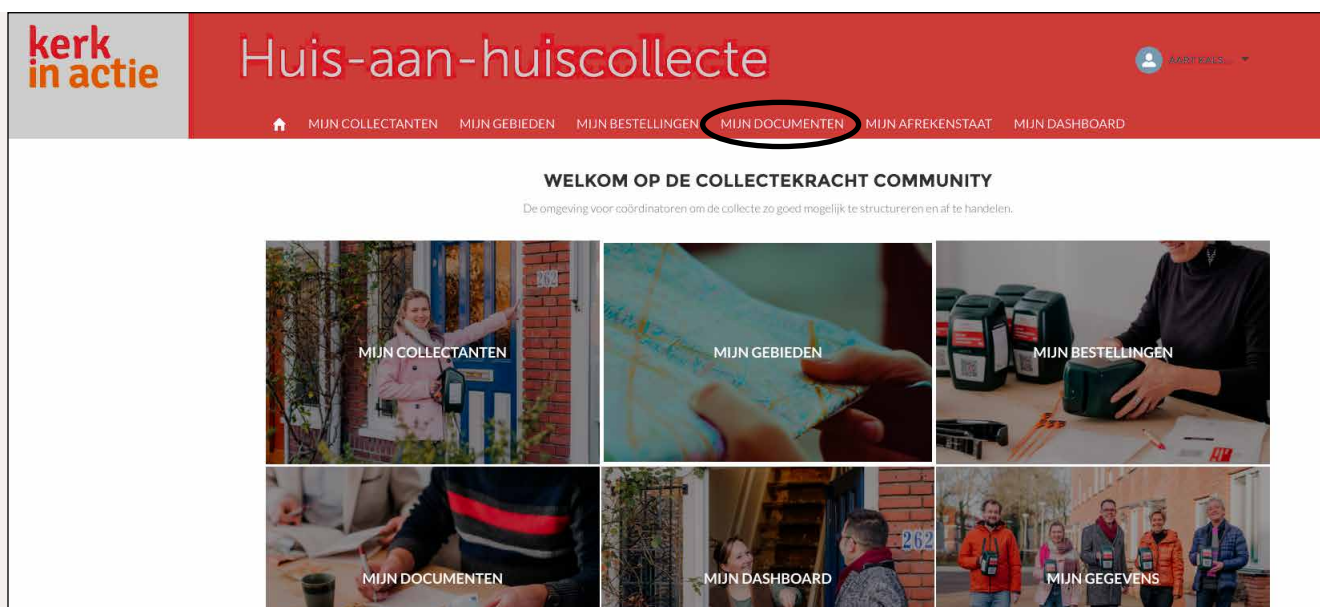 kerk
in actie
Huis-aan-huiscollecte
MIJN COLLECTANTEN MIJN GEBIEDEN MIJN BESTELLINGEN MIJN DOCUMENTEN MIJN AFREKENSTAAT MIJN DASHBOARD
WELKOM OP DE COLLECTEKRACHT COMMUNITY
De omgeving voor coördinatoren om de collecte zo goed mogelijk te structureren en af te handelen.
262
MIJN COLLECTANTEN
MIJN GEBIEDEN
MIJN BESTELLINGEN
262
MIJN DOCUMENTEN
MIJN DASHBOARD
MIJN GEGEVENS